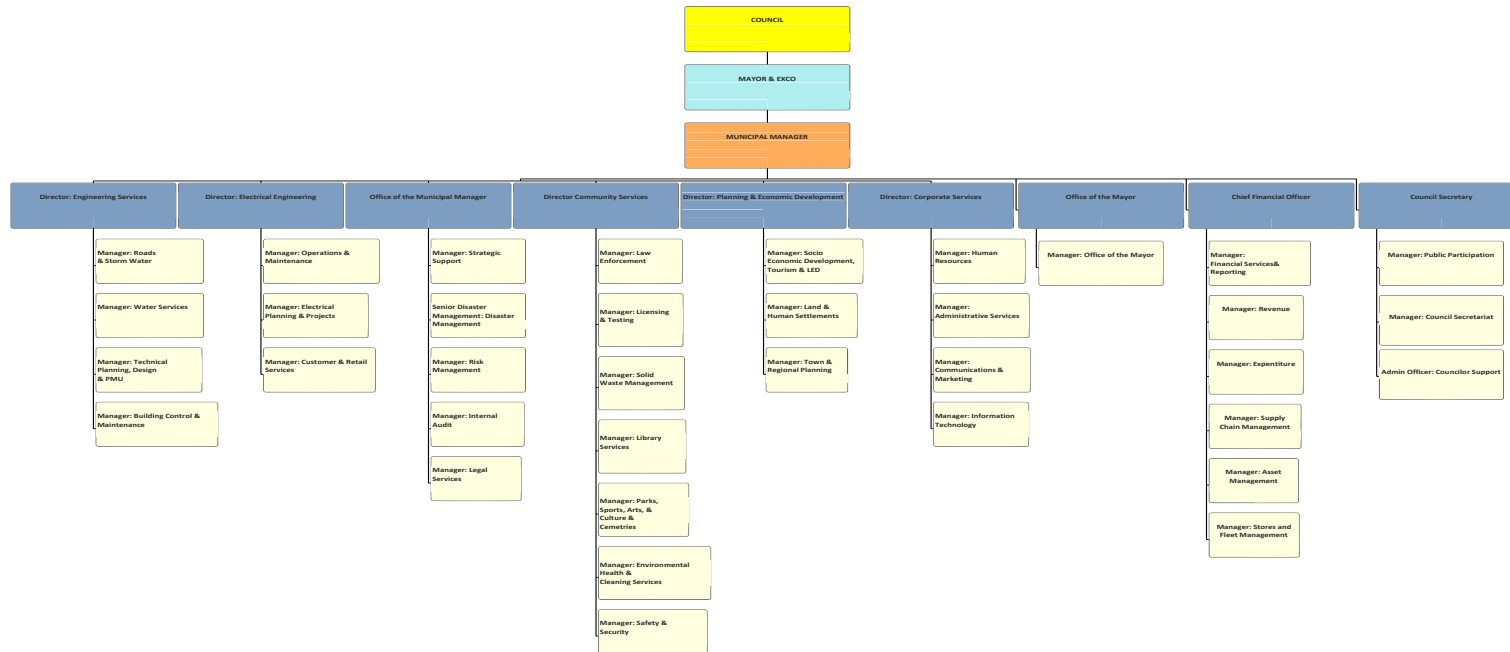 COUNCIL
MAYOR & EXCO
MUNICIPAL MANAGER
Director: Engineering Services
Director: Electrical Engineering
Office of the Municipal Manager
Director Community Services
Director: Planning & Economic Development
Director: Corporate Services
Office of the Mayor
Chief Financial Officer
Council Secretary
Manager: Roads
& Storm Water
Manager: Water Services
Manager: Technical
Planning, Design
& PMU
Manager: Building Control &
Maintenance
Manager: Operations &
Maintenance
Manager: Electrical
Planning & Projects
Manager: Customer & Retail
Services
Manager: Strategic
Support
Senior Disaster
Management: Disaster
Management
Manager: Risk
Management
Manager: Internal
Audit
Manager: Legal
Services
Manager: Law
Enforcement
Manager: Licensing
& Testing
Manager: Solid
Waste Management
Manager: Library
Services
Manager: Parks,
Sports, Arts, &
Culture &
Cemetries
Manager: Environmental
Health &
Cleaning Services
Manager: Safety &
Security
Manager: Socio
Economic Development,
Tourism & LED
Manager: Land &
Human Settlements
Manager: Town &
Regional Planning
Manager: Human
Resources
Manager:
Administrative Services
Manager:
Communications &
Marketing
Manager: Information
Technology
Manager: Office of the Mayor
Manager:
Financial Services&
Reporting
Manager: Revenue
Manager: Expentiture
Manager: Supply
Chain Management
Manager: Asset
Management
Manager: Stores and
Fleet Management
Manager: Public Participation
Manager: Council Secretariat
Admin Officer: Councilor Support